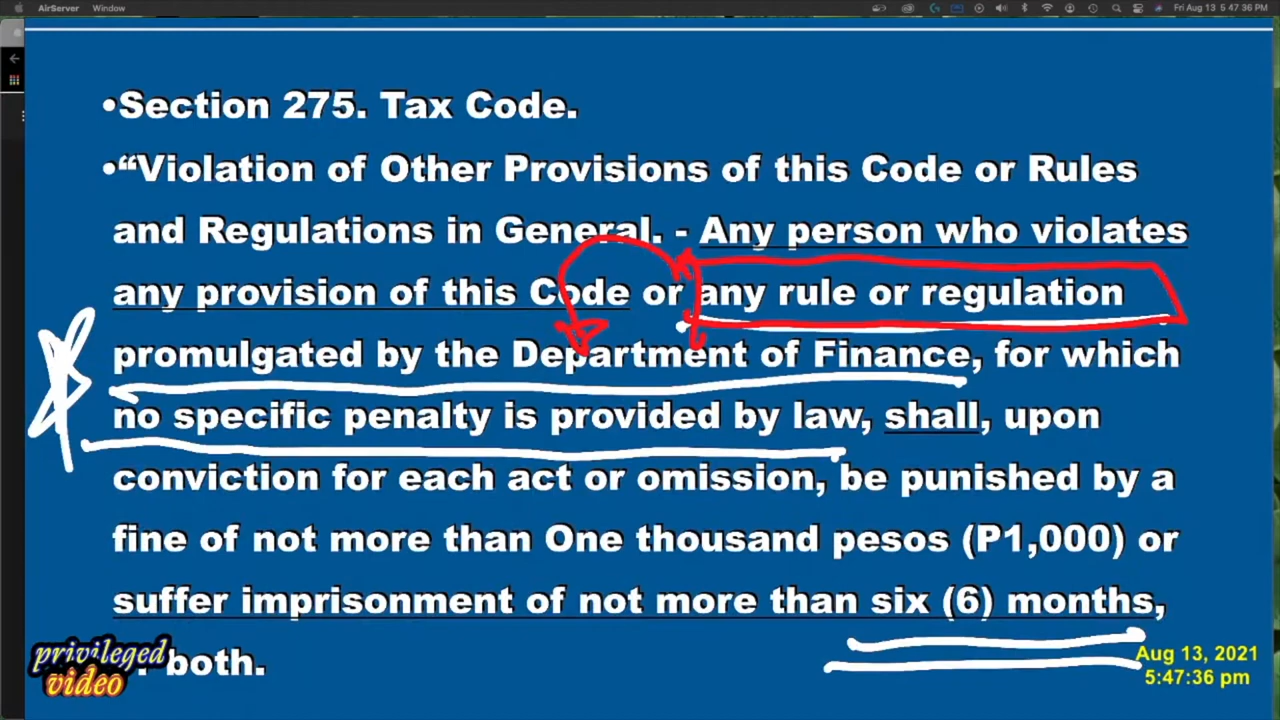 AirServer Window
Fri Aug 13 5:47:36 PM
•Section 275. Tax Code.
•“Violation of Other Provisions of this Code or Rules
and Regulations in General. - Any person who violates
any provision of this Code or any rule or regulation
promulgated by the Department of Finance, for which
no specific penalty is provided by law, shall, upon
conviction for each act or omission, be punished by a
fine of not more than One thousand pesos (P1,000) or
suffer imprisonment of not more than six (6) months,
both.
privileged
video
Aug 13, 2021
5:47:36 pm